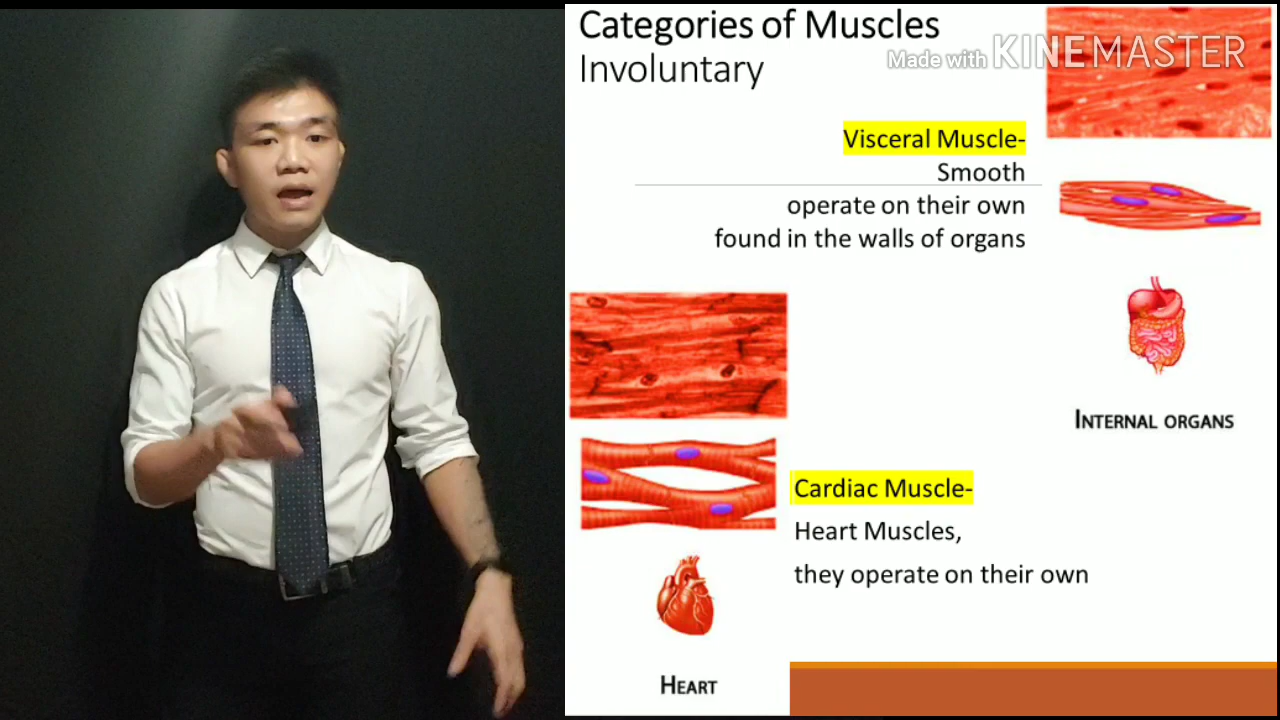 Categories of Muscles
Involuntary
Made with KINEMASTER
Visceral Muscle-
Smooth
operate on their own
found in the walls of organs
INTERNAL ORGANS
Cardiac Muscle-
Heart Muscles,
they operate on their own
HEART